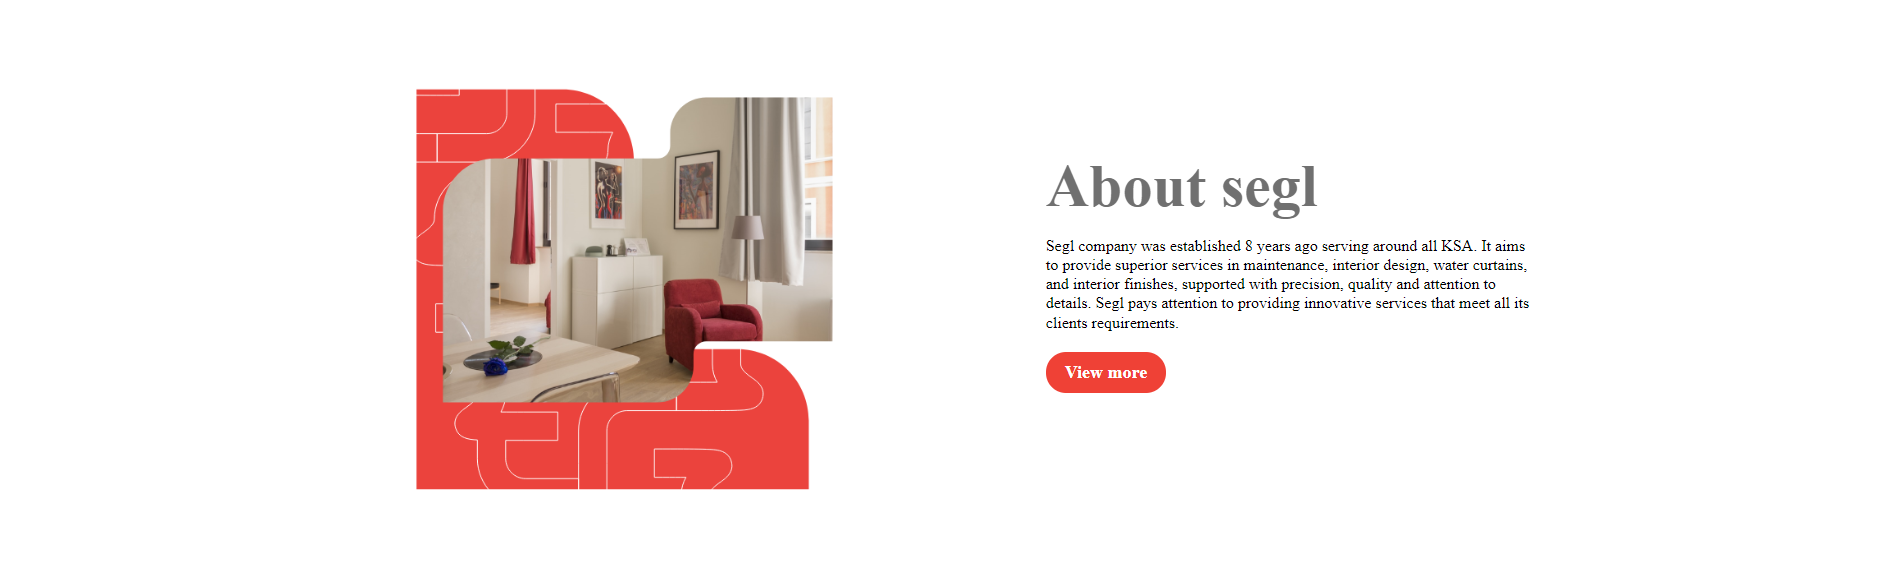 About segl
Segl company was established 8 years ago serving around all KSA. It aims
to provide superior services in maintenance, interior design, water curtains,
and interior finishes, supported with precision, quality and attention to
details. Segl pays attention to providing innovative services that meet all its
clients requirements.
View more